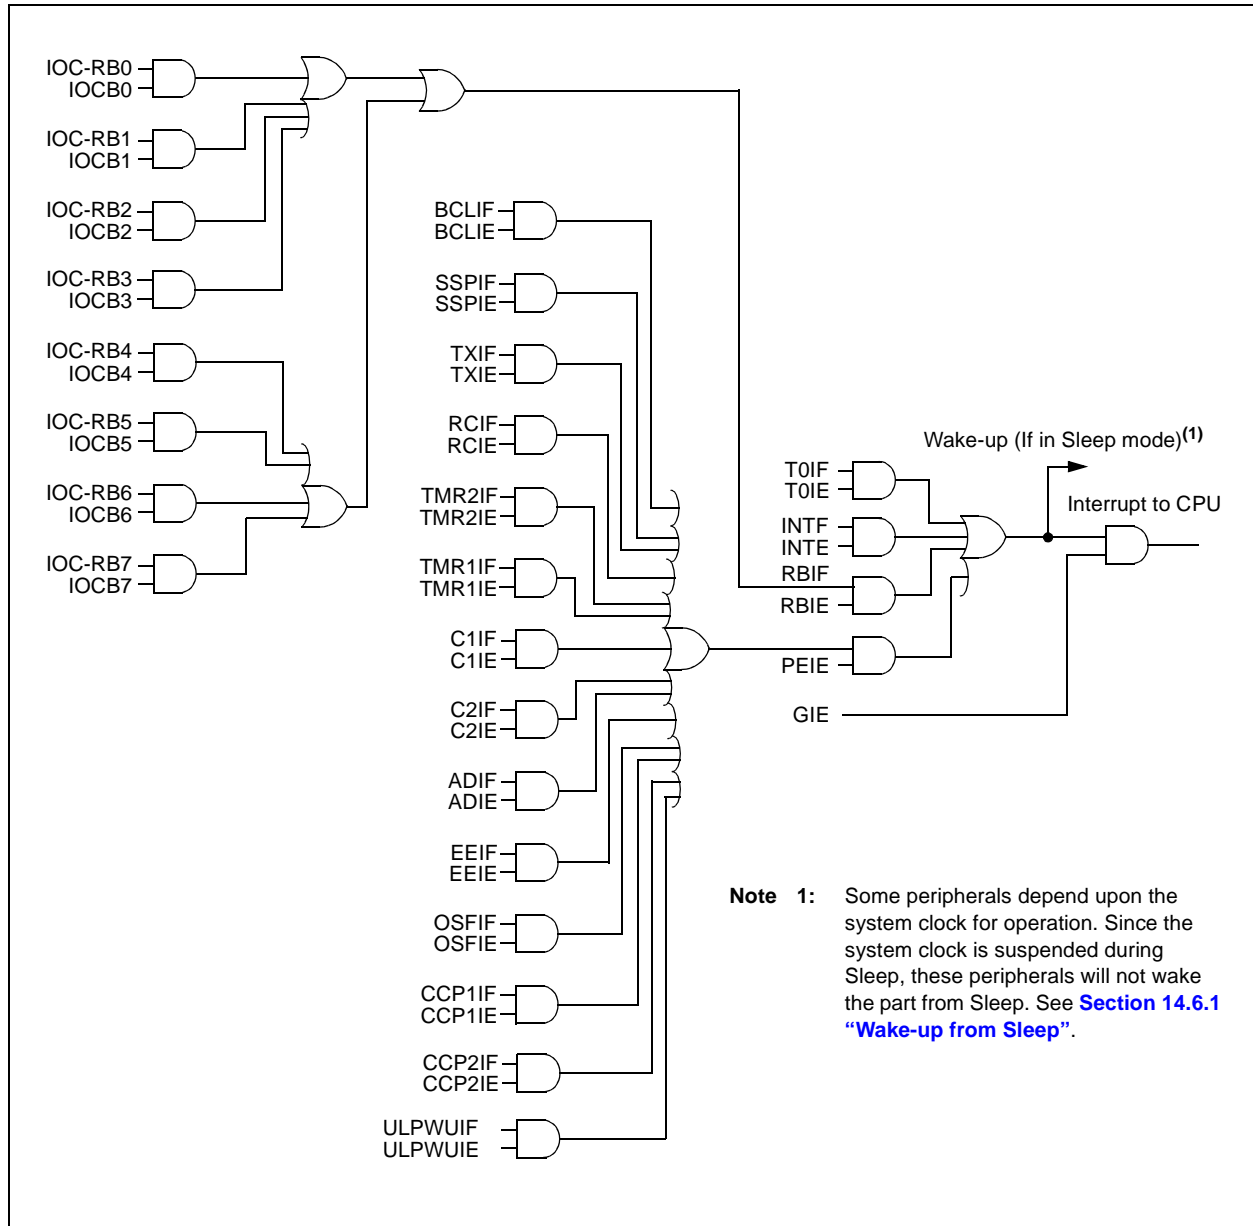 IOC-RB0
IOCB0
IOC-RB1
IOCB1
IOC-RB2
IOCB2
IOC-RB3
IOCB3
IOC-RB4
IOCB4
IOC-RB5
IOCB5
IOC-RB6
IOCB6
IOC-RB7
IOCB7
BCLIF
BCLIE
SSPIF
SSPIE
TXIF
TXIE
RCIF
RCIE
TMR2IF
TMR2IE
TMR1IF
TMR1IE
C1IF
C1IE
C2IF
C2IE
ADIF
ADIE
EEIF
EEIE
OSFIF
OSFIE
CCP1IF
CCP1IE
CCP2IF
CCP2IE
ULPWUIF
ULPWUIE
T0IF
T0IE
INTF
INTE
RBIF
RBIE
PEIE
GIE
Wake-up (If in Sleep mode)(1)
Interrupt to CPU
Note 1: Some peripherals depend upon the
system clock for operation. Since the
system clock is suspended during
Sleep, these peripherals will not wake
the part from Sleep. See Section 14.6.1
“Wake-up from Sleep”.